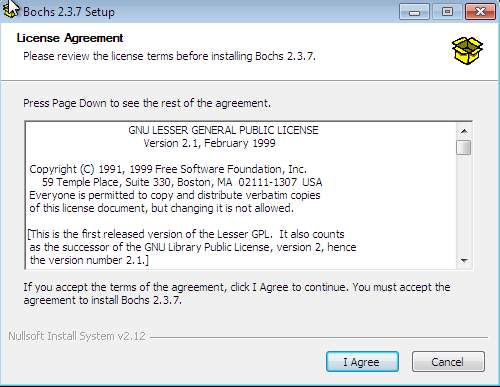 Bochs 2.3.7 Setup
License Agreement
Please review the license terms before installing Bochs 2.3.7.
Press Page Down to see the rest of the agreement.
GNU LESSER GENERAL PUBLIC LICENSE
Version 2.1, February 1999
Copyright (C) 1991, 1999 Free Software Foundation, Inc.
59 Temple Place, Suite 330, Boston, MA  02111-1307  USA
Everyone is permitted to copy and distribute verbatim copies
of this license document, but changing it is not allowed.
[This is the first released version of the Lesser GPL.  It also counts
as the successor of the GNU Library Public License, version 2, hence
the version number 2.1.]
If you accept the terms of the agreement, click I Agree to continue. You must accept the
agreement to install Bochs 2.3.7.
Nullsoft Install System v2.12
I Agree
Cancel